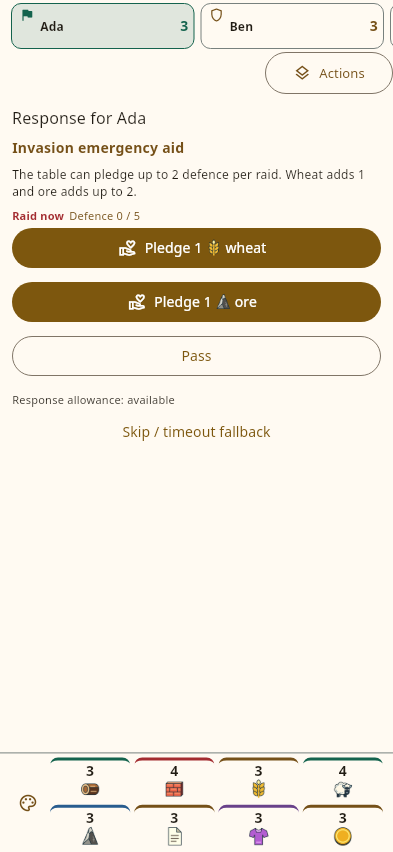 Ada 3 Ben 3
Actions
Response for Ada
Invasion emergency aid
The table can pledge up to 2 defence per raid. Wheat adds 1
and ore adds up to 2.
Raid now Defence 0 / 5
Pledge 1 wheat
Pledge 1 ore
Pass
Response allowance: available
Skip / timeout fallback
3 4 3 4
3 3 3 3